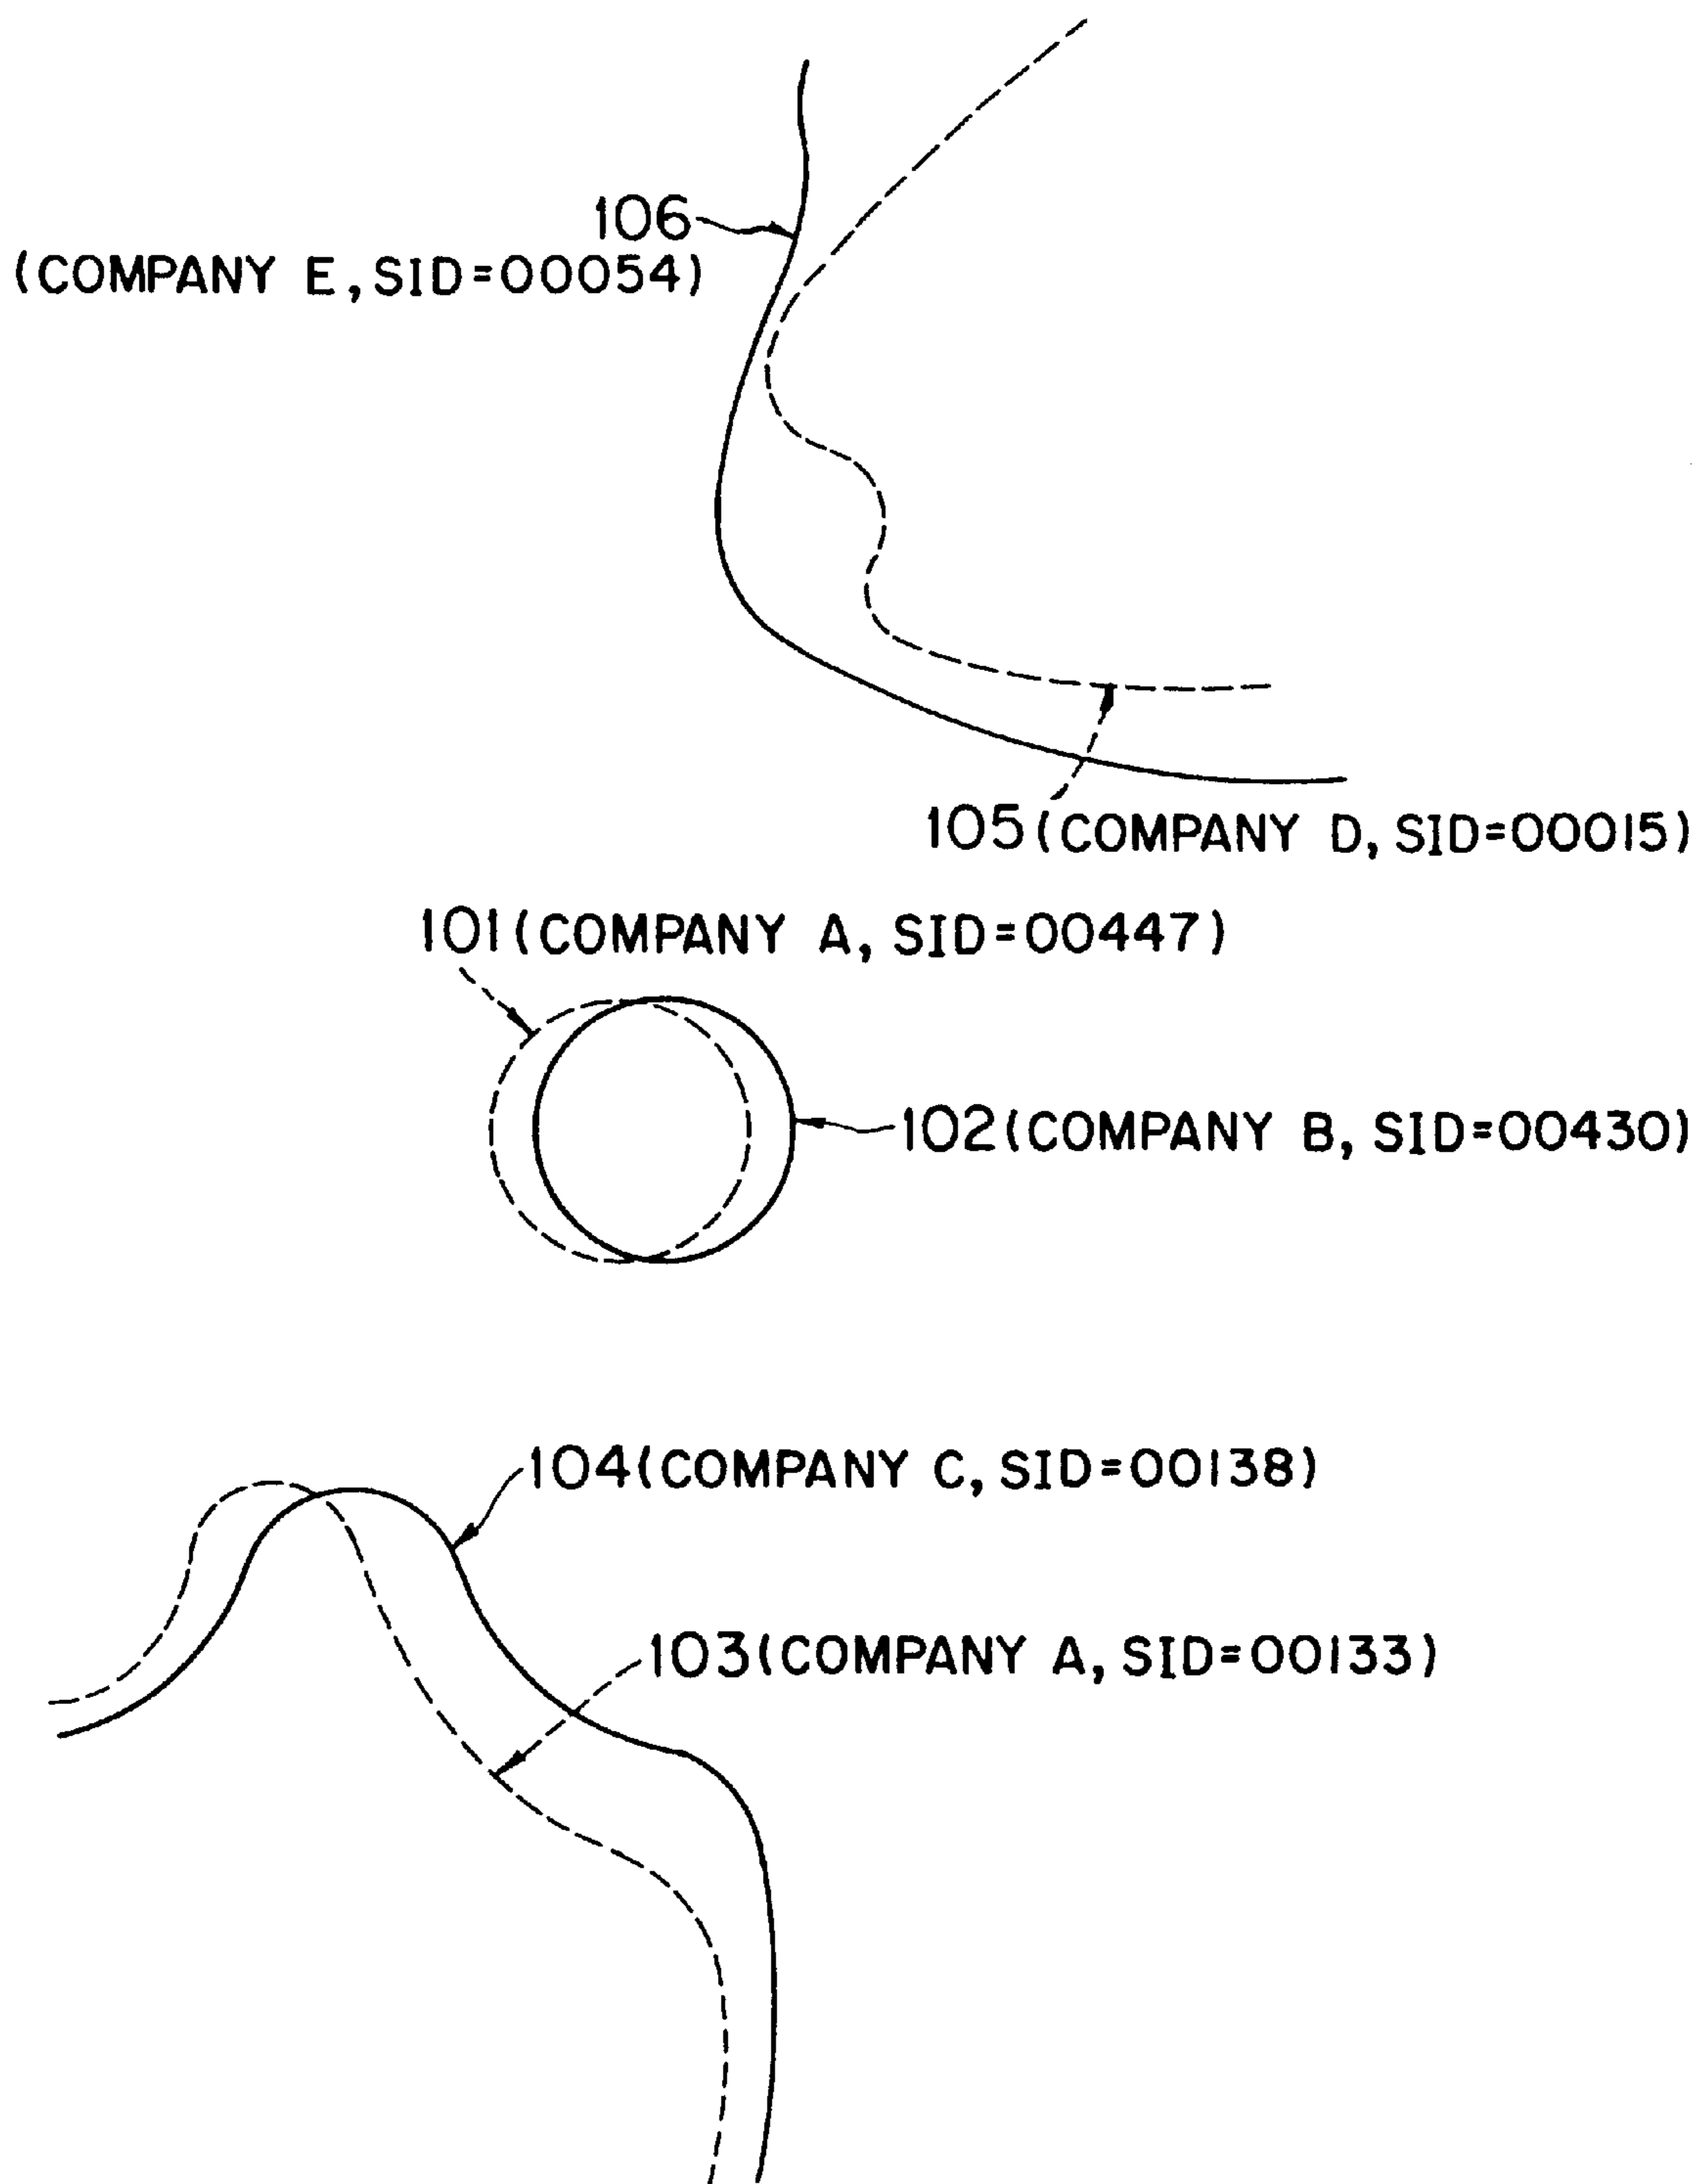 106
(COMPANY E, SID=00054)
105(COMPANY D, SID=00015)
101(COMPANY A, SID=00447)
102(COMPANY B, SID=00430)
104(COMPANY C, SID=00138)
103(COMPANY A, SID=00133)